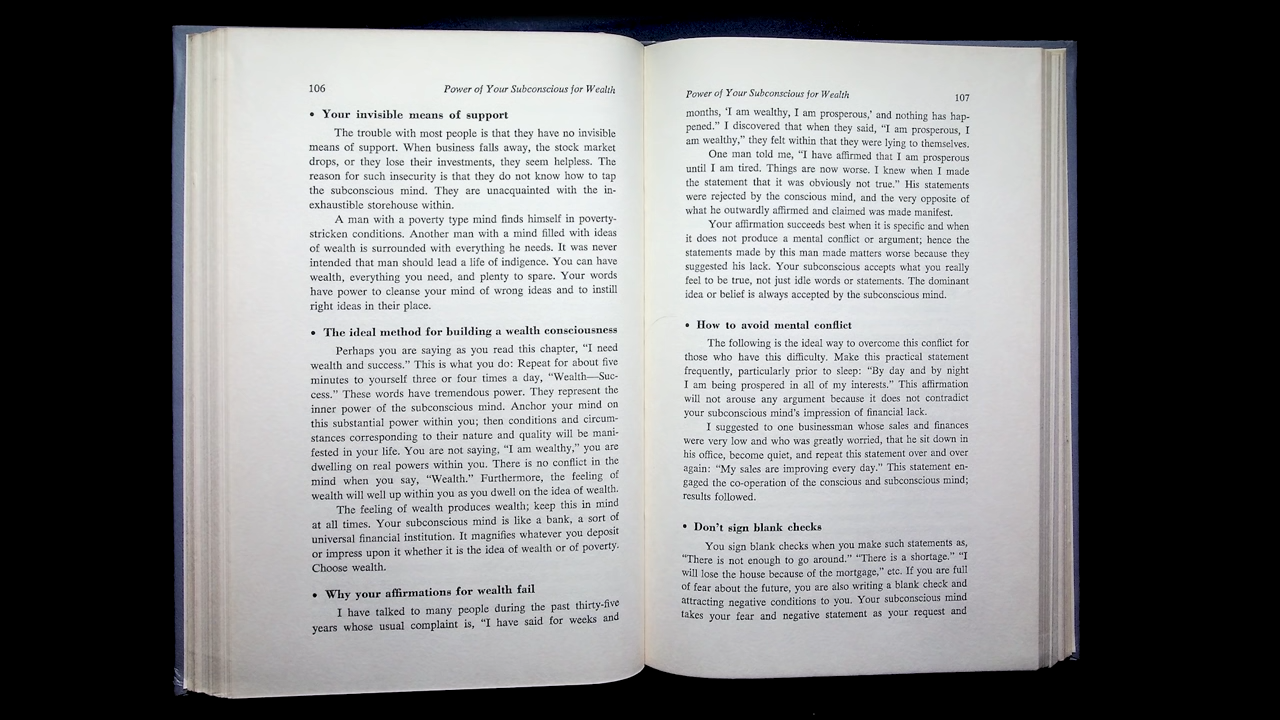 106
Power of Your Subconscious for Wealth
• Your invisible means of support
The trouble with most people is that they have no invisible
means of support. When business falls away, the stock market
drops, or they lose their investments, they seem helpless. The
reason for such insecurity is that they do not know how to tap
the subconscious mind. They are unacquainted with the in-
exhaustible storehouse within.
A man with a poverty type mind finds himself in poverty-
stricken conditions. Another man with a mind filled with ideas
of wealth is surrounded with everything he needs. It was never
intended that man should lead a life of indigence. You can have
wealth, everything you need, and plenty to spare. Your words
have power to cleanse your mind of wrong ideas and to instill
right ideas in their place.
• The ideal method for building a wealth consciousness
Perhaps you are saying as you read this chapter, “I need
wealth and success.” This is what you do: Repeat for about five
minutes to yourself three or four times a day, “Wealth—Suc-
cess.” These words have tremendous power. They represent the
inner power of the subconscious mind. Anchor your mind on
this substantial power within you; then conditions and circum-
stances corresponding to their nature and quality will be mani-
fested in your life. You are not saying, “I am wealthy,” you are
dwelling on real powers within you. There is no conflict in the
mind when you say, “Wealth.” Furthermore, the feeling of
wealth will well up within you as you dwell on the idea of wealth.
The feeling of wealth produces wealth; keep this in mind
at all times. Your subconscious mind is like a bank, a sort of
universal financial institution. It magnifies whatever you deposit
or impress upon it whether it is the idea of wealth or of poverty.
Choose wealth.
• Why your affirmations for wealth fail
I have talked to many people during the past thirty-five
years whose usual complaint is, “I have said for weeks and
Power of Your Subconscious for Wealth
107
months, ‘I am wealthy, I am prosperous,’ and nothing has hap-
pened.” I discovered that when they said, “I am prosperous, I
am wealthy,” they felt within that they were lying to themselves.
One man told me, “I have affirmed that I am prosperous
until I am tired. Things are now worse. I knew when I made
the statement that it was obviously not true.” His statements
were rejected by the conscious mind, and the very opposite of
what he outwardly affirmed and claimed was made manifest.
Your affirmation succeeds best when it is specific and when
it does not produce a mental conflict or argument; hence the
statements made by this man made matters worse because they
suggested his lack. Your subconscious accepts what you really
feel to be true, not just idle words or statements. The dominant
idea or belief is always accepted by the subconscious mind.
• How to avoid mental conflict
The following is the ideal way to overcome this conflict for
those who have this difficulty. Make this practical statement
frequently, particularly prior to sleep: “By day and by night
I am being prospered in all of my interests.” This affirmation
will not arouse any argument because it does not contradict
your subconscious mind’s impression of financial lack.
I suggested to one businessman whose sales and finances
were very low and who was greatly worried, that he sit down in
his office, become quiet, and repeat this statement over and over
again: “My sales are improving every day.” This statement en-
gaged the co-operation of the conscious and subconscious mind;
results followed.
• Don’t sign blank checks
You sign blank checks when you make such statements as,
“There is not enough to go around.” “There is a shortage.” “I
will lose the house because of the mortgage,” etc. If you are full
of fear about the future, you are also writing a blank check and
attracting negative conditions to you. Your subconscious mind
takes your fear and negative statement as your request and